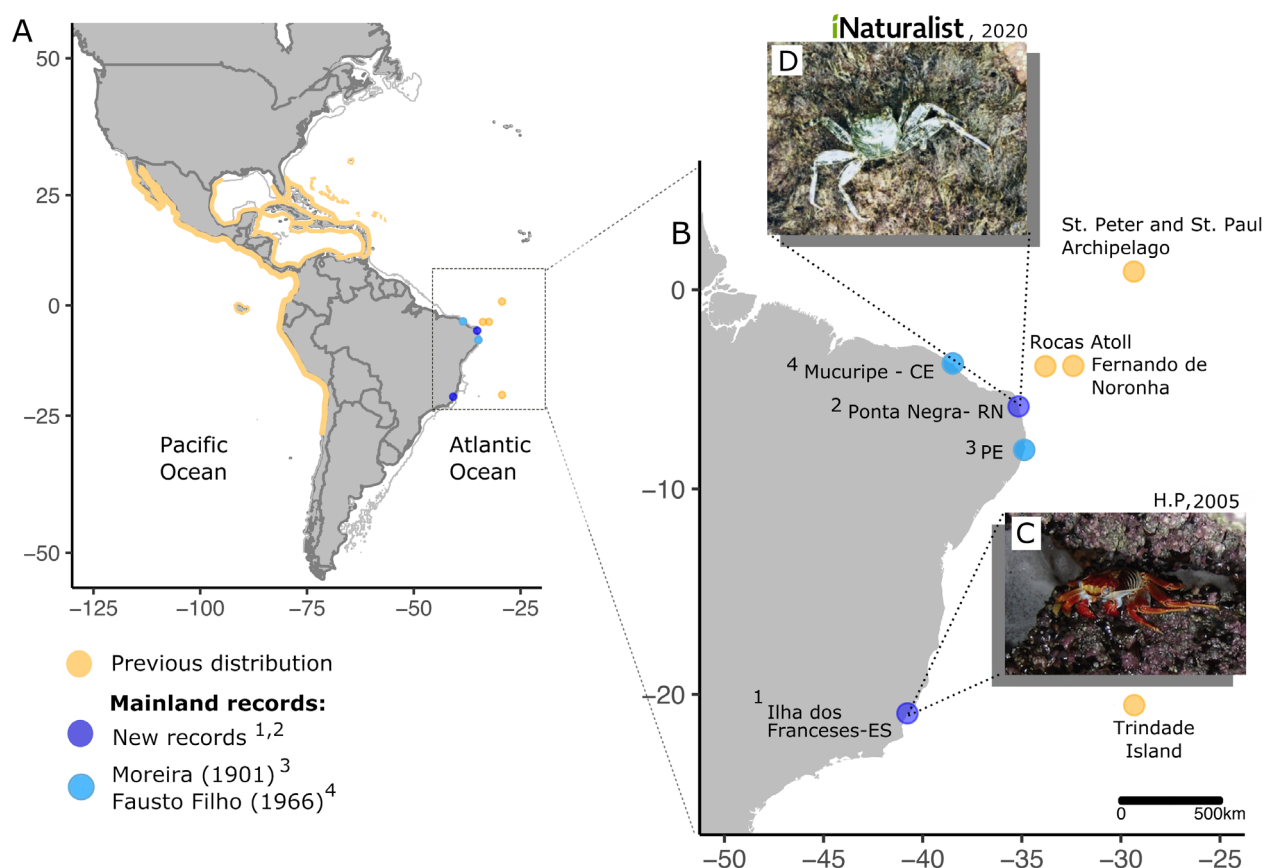 A
50
25
0
−25
−50
−125
−100
−75
−50
−25
Pacific
Ocean
Atlantic
Ocean
Previous distribution
Mainland records:
New records 1,2
Moreira (1901)3
Fausto Filho (1966)4
iNaturalist, 2020
D
B
0
−10
−20
−50
−45
−40
−35
−30
−25
St. Peter and St. Paul
Archipelago
Rocas Atoll
Fernando de
Noronha
4 Mucuripe - CE
2 Ponta Negra- RN
3 PE
H.P,2005
C
1 Ilha dos
Franceses-ES
Trindade
Island
0 500km